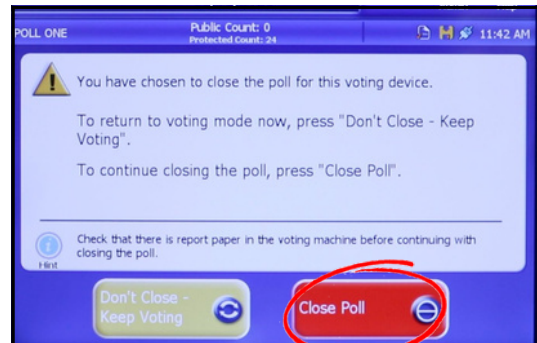 POLL ONE
Public Count: 0
Protected Count: 24
11:42 AM
You have chosen to close the poll for this voting device.
To return to voting mode now, press "Don't Close - Keep
Voting".
To continue closing the poll, press "Close Poll".
Check that there is report paper in the voting machine before continuing with
closing the poll.
Hint
Don't Close -
Keep Voting
Close Poll